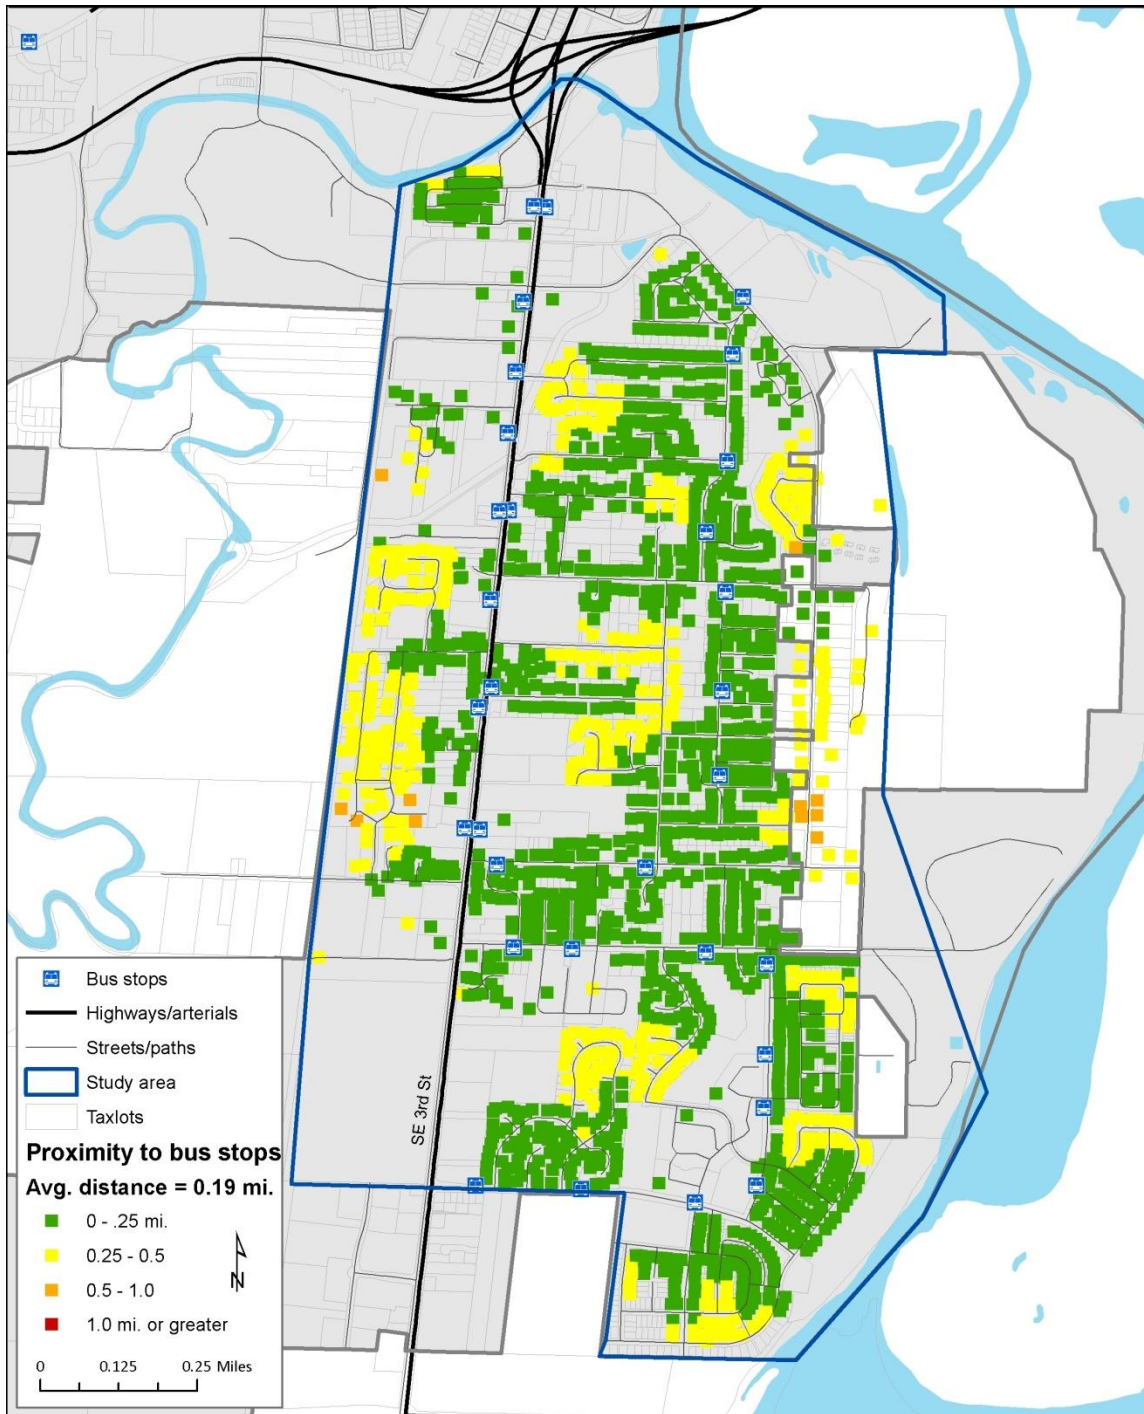 SE 3rd St
Bus stops
Highways/arterials
Streets/paths
Study area
Taxlots
Proximity to bus stops
Avg. distance = 0.19 mi.
0 - .25 mi.
0.25 - 0.5
0.5 - 1.0
N
1.0 mi. or greater
0 0.125 0.25 Miles